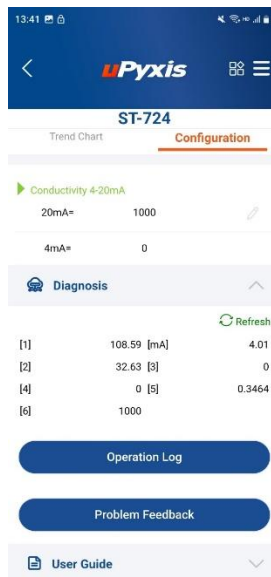 13:41
uPyxis
ST-724
Trend Chart Configuration
Conductivity 4-20mA
20mA= 1000
4mA= 0
Diagnosis
Refresh
[1] 108.59 [mA] 4.01
[2] 32.63 [3] 0
[4] 0 [5] 0.3464
[6] 1000
Operation Log
Problem Feedback
User Guide